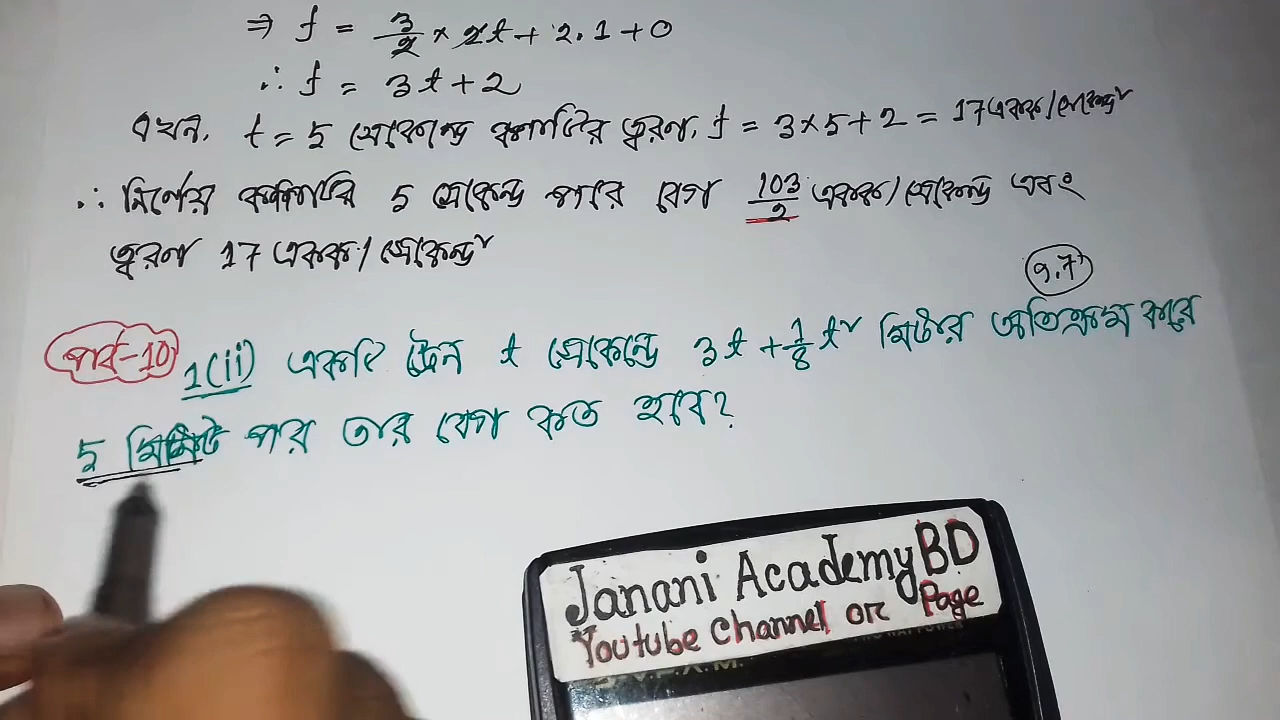 ⇒ f = 3/2 × 2t + 2.1 + 0
∴ f = 3t + 2
এখন, t = 5 সেকেন্ডে কণাটির ত্বরণ, f = 3×5+2 = 17 একক/সেকেন্ড²
∴ নির্ণেয় কণাটির 5 সেকেন্ড পরে বেগ 103/2 একক/সেকেন্ড এবং
ত্বরণ 17 একক/সেকেন্ড²
9.7
পর্ব-10 1(ii) একটি ট্রেন t সেকেন্ডে 3t + 1/8 t² মিটার অতিক্রম করে
5 মিনিট পর তার বেগ কত হবে?
Janani Academy BD
Youtube Channel or Page